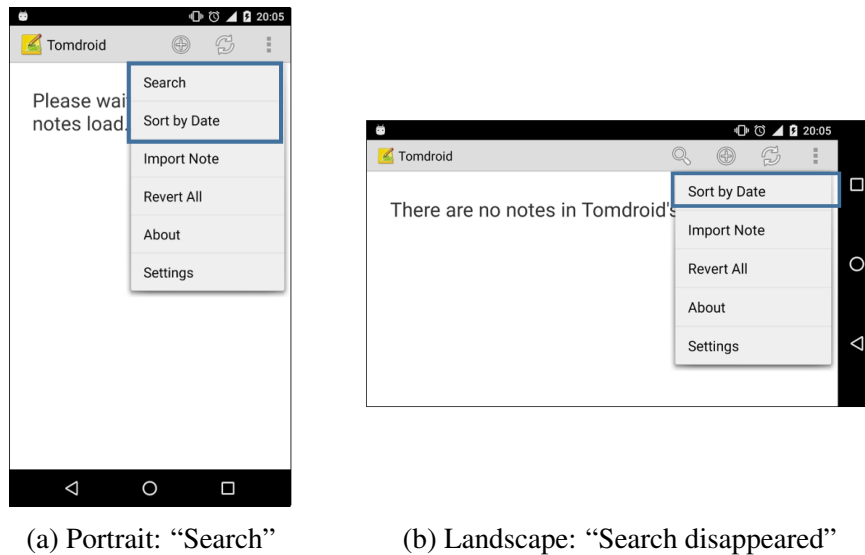 20:05
Tomdroid
Search
Please wai
notes load.
Sort by Date
Import Note
Revert All
About
Settings
20:05
Tomdroid
Sort by Date
There are no notes in Tomdroid's
Import Note
Revert All
About
Settings
(a) Portrait: “Search”
(b) Landscape: “Search disappeared”